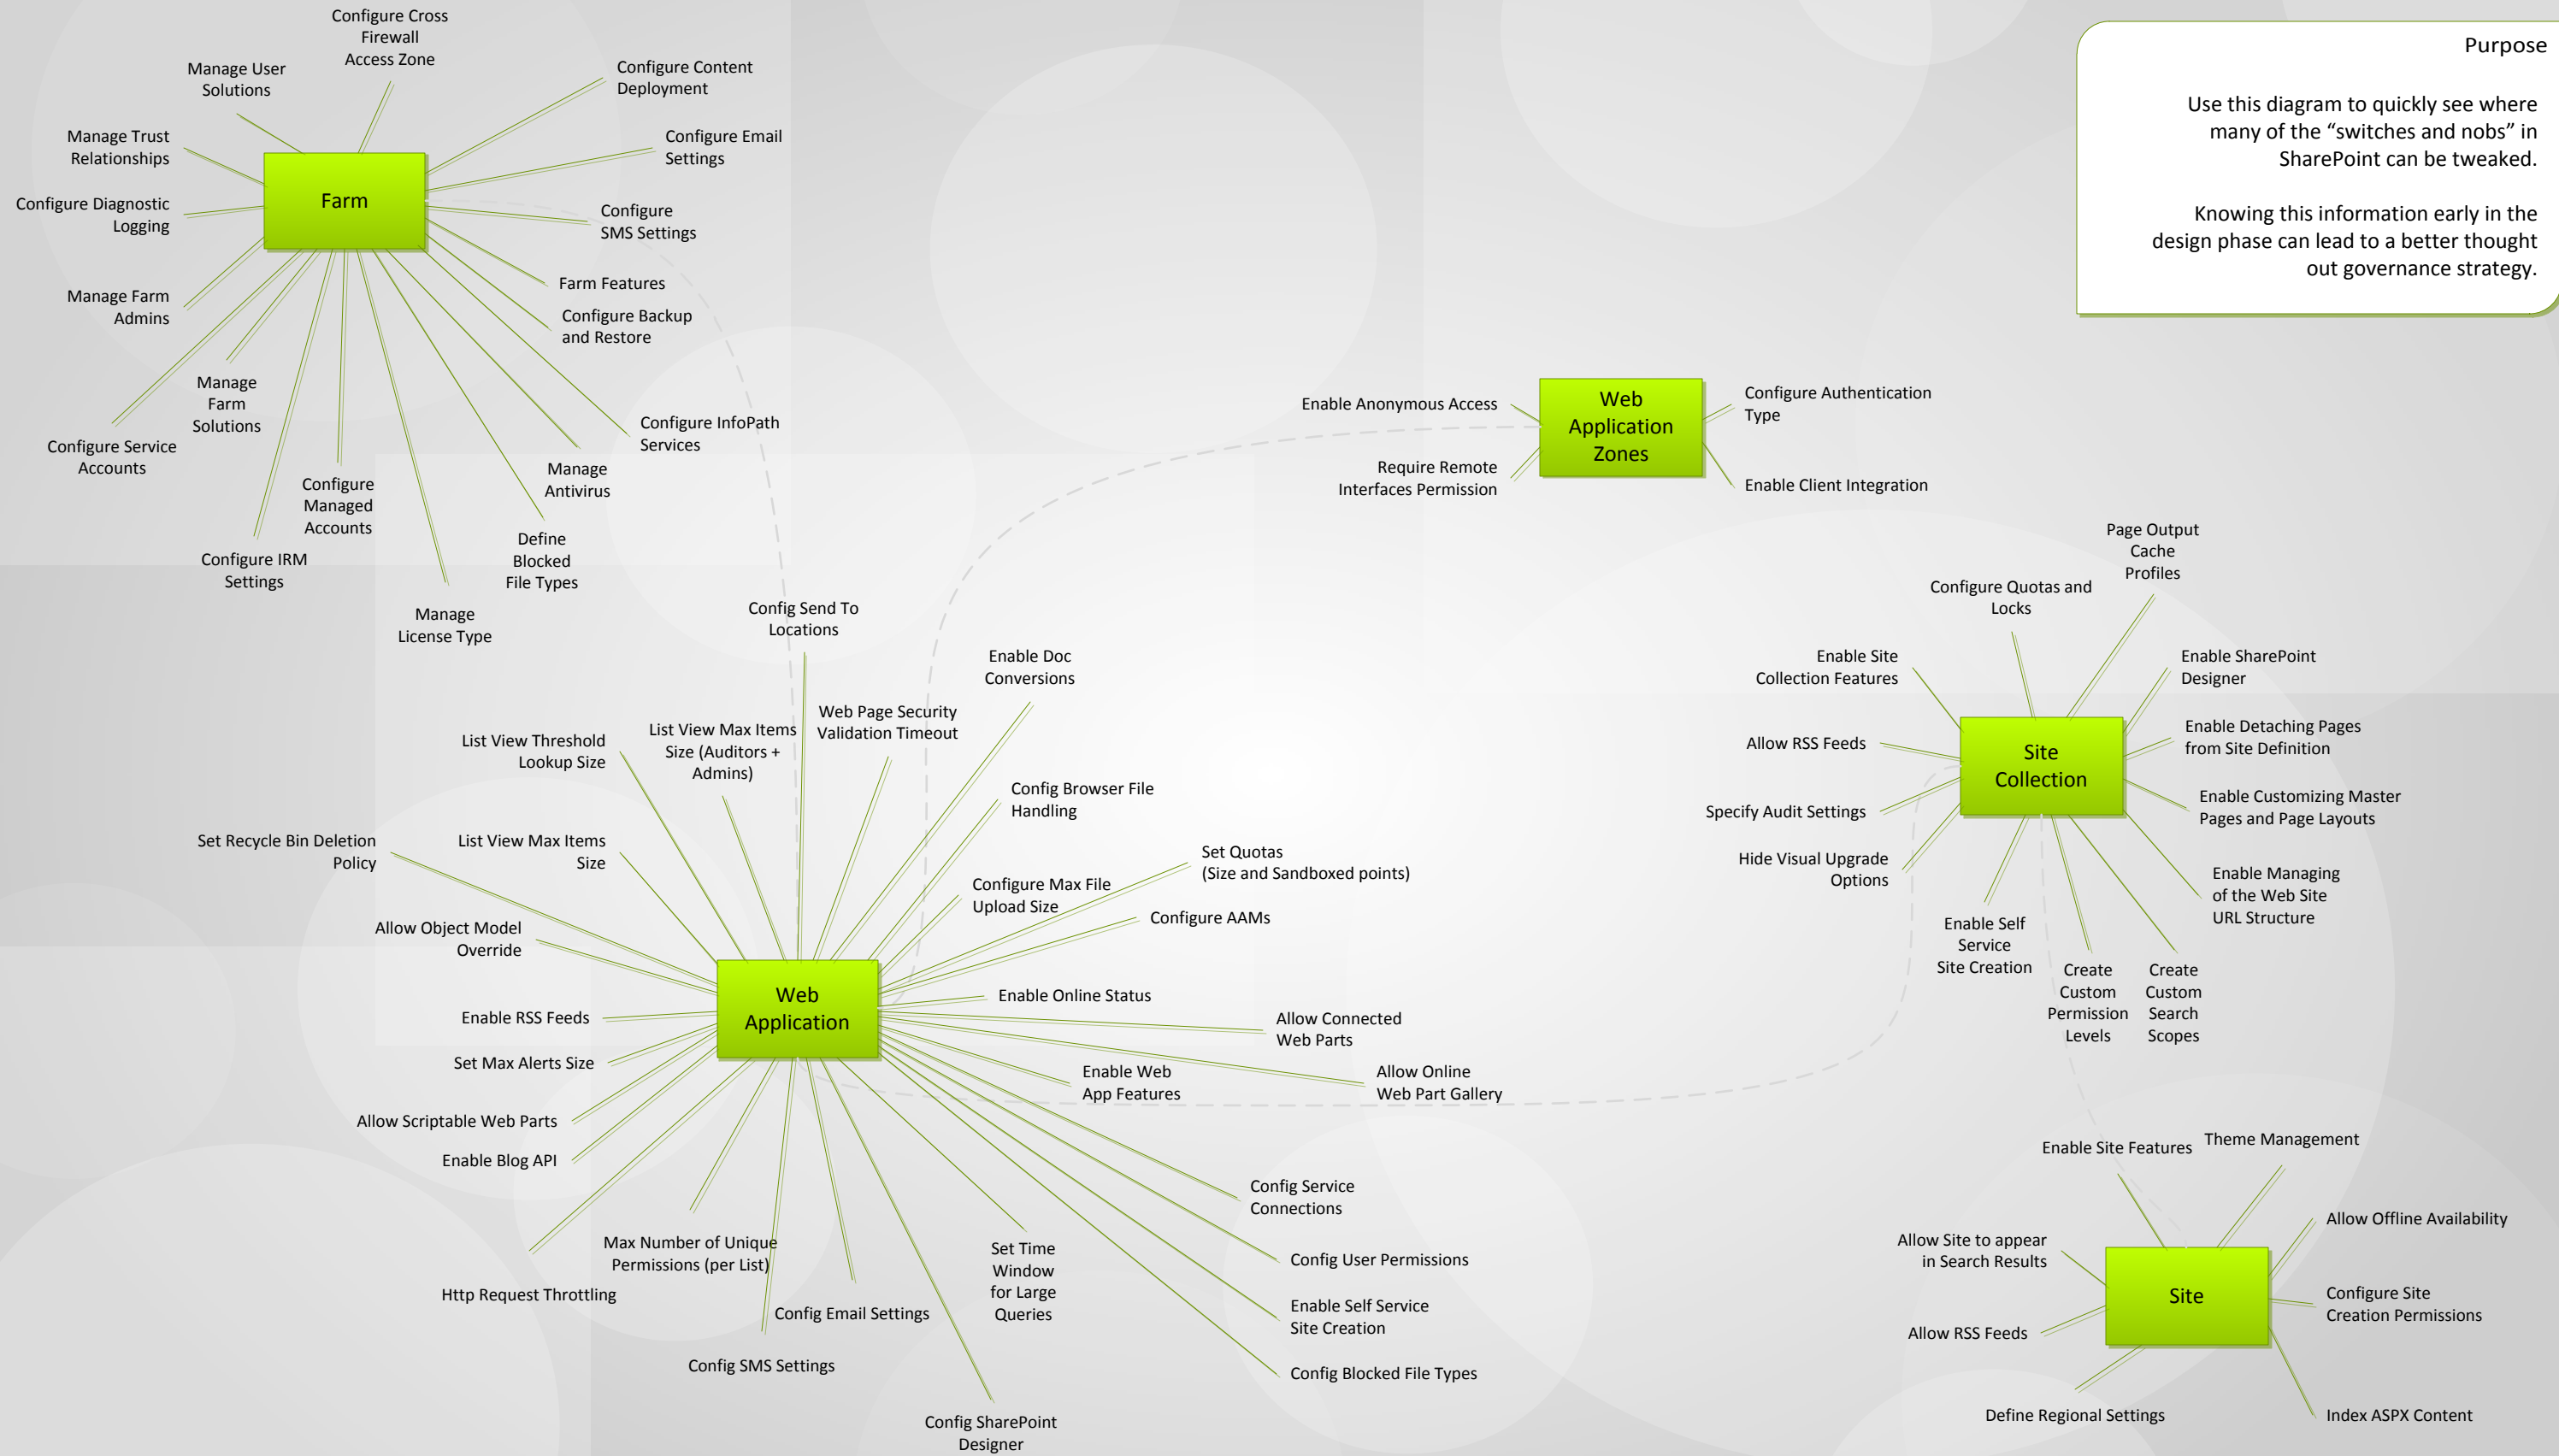 Purpose
Use this diagram to quickly see where
many of the “switches and nobs” in
SharePoint can be tweaked.
Knowing this information early in the
design phase can lead to a better thought
out governance strategy.
Farm
Configure Cross
Firewall
Access Zone
Manage User
Solutions
Manage Trust
Relationships
Configure Diagnostic
Logging
Manage Farm
Admins
Configure Service
Accounts
Manage
Farm
Solutions
Configure IRM
Settings
Configure
Managed
Accounts
Manage
License Type
Define
Blocked
File Types
Manage
Antivirus
Configure InfoPath
Services
Configure Backup
and Restore
Farm Features
Configure
SMS Settings
Configure Email
Settings
Configure Content
Deployment
Web
Application
Zones
Enable Anonymous Access
Require Remote
Interfaces Permission
Configure Authentication
Type
Enable Client Integration
Web
Application
Config Send To
Locations
Enable Doc
Conversions
Web Page Security
Validation Timeout
List View Max Items
Size (Auditors +
Admins)
List View Threshold
Lookup Size
Config Browser File
Handling
Set Recycle Bin Deletion
Policy
List View Max Items
Size
Set Quotas
(Size and Sandboxed points)
Configure Max File
Upload Size
Configure AAMs
Allow Object Model
Override
Enable Online Status
Enable RSS Feeds
Allow Connected
Web Parts
Set Max Alerts Size
Enable Web
App Features
Allow Online
Web Part Gallery
Allow Scriptable Web Parts
Enable Blog API
Config Service
Connections
Max Number of Unique
Permissions (per List)
Http Request Throttling
Set Time
Window
for Large
Queries
Config User Permissions
Config Email Settings
Enable Self Service
Site Creation
Config SMS Settings
Config Blocked File Types
Config SharePoint
Designer
Site
Collection
Page Output
Cache
Profiles
Configure Quotas and
Locks
Enable Site
Collection Features
Enable SharePoint
Designer
Allow RSS Feeds
Enable Detaching Pages
from Site Definition
Specify Audit Settings
Enable Customizing Master
Pages and Page Layouts
Hide Visual Upgrade
Options
Enable Managing
of the Web Site
URL Structure
Enable Self
Service
Site Creation
Create
Custom
Permission
Levels
Create
Custom
Search
Scopes
Site
Enable Site Features
Theme Management
Allow Site to appear
in Search Results
Allow Offline Availability
Allow RSS Feeds
Configure Site
Creation Permissions
Define Regional Settings
Index ASPX Content